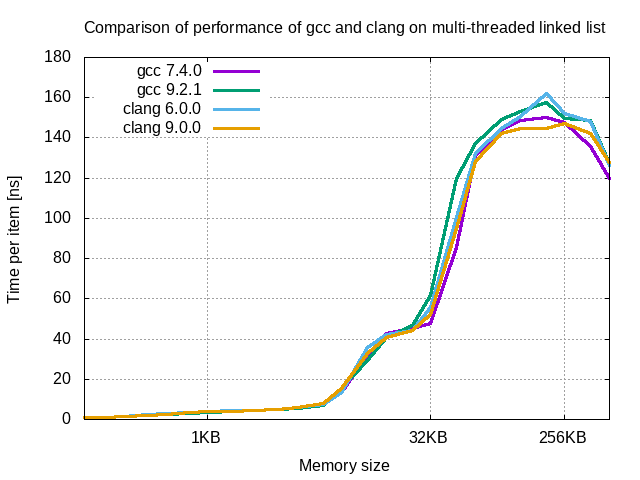 Comparison of performance of gcc and clang on multi-threaded linked list
180
160
140
120
100
80
60
40
20
0
Time per item [ns]
gcc 7.4.0
gcc 9.2.1
clang 6.0.0
clang 9.0.0
1KB
32KB
256KB
Memory size